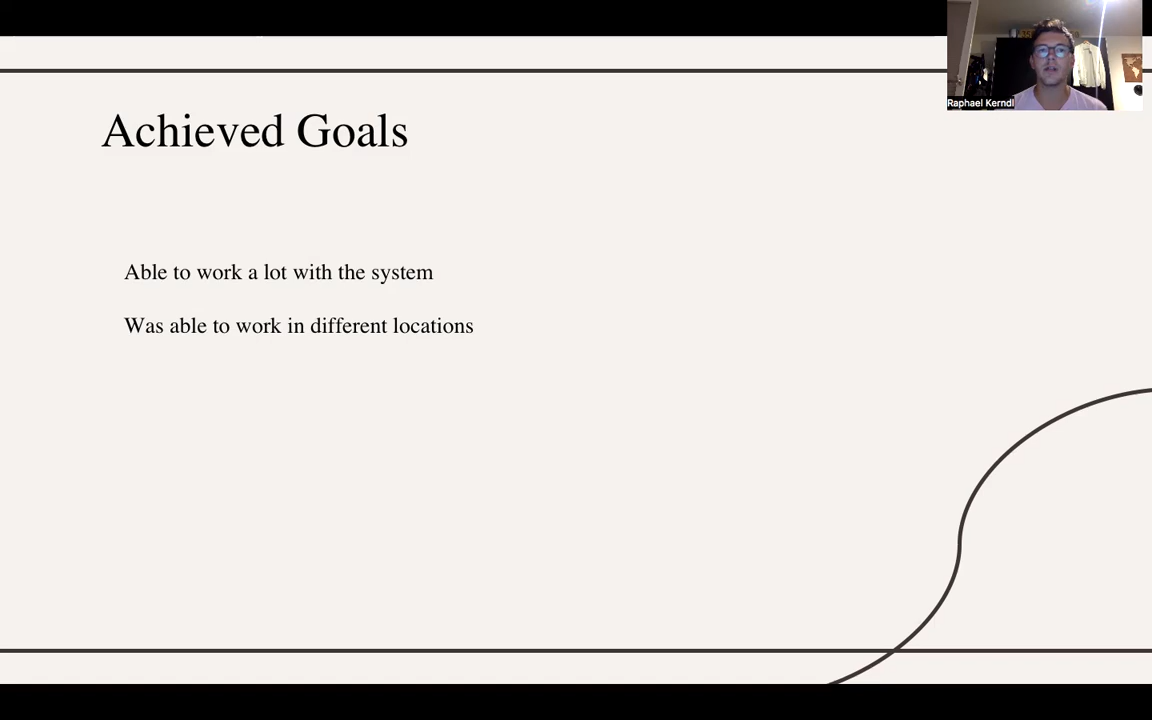 Raphael Kerndl
Achieved Goals
Able to work a lot with the system
Was able to work in different locations